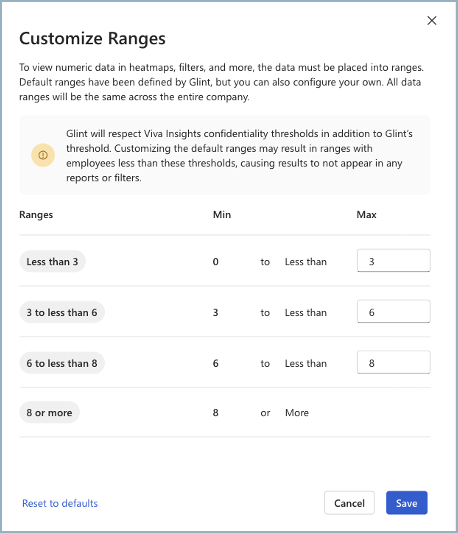 Customize Ranges
To view numeric data in heatmaps, filters, and more, the data must be placed into ranges.
Default ranges have been defined by Glint, but you can also configure your own. All data
ranges will be the same across the entire company.
Glint will respect Viva Insights confidentiality thresholds in addition to Glint's
threshold. Customizing the default ranges may result in ranges with
employees less than these thresholds, causing results to not appear in any
reports or filters.
Ranges Min Max
Less than 3 0 to Less than 3
3 to less than 6 3 to Less than 6
6 to less than 8 6 to Less than 8
8 or more 8 or More
Reset to defaults Cancel Save